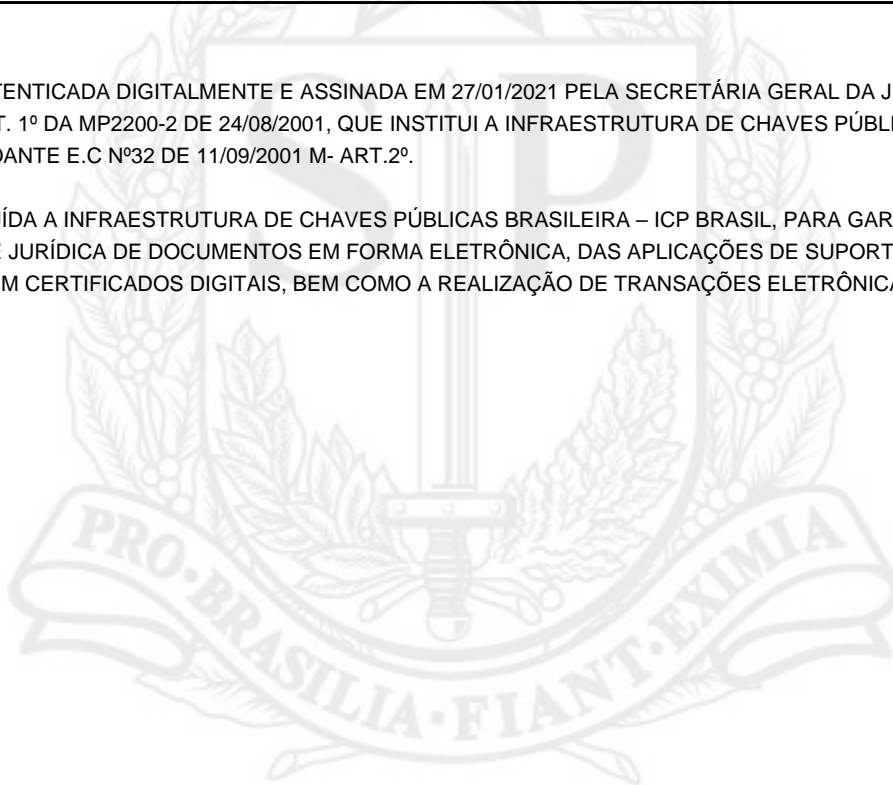 TENTICADA DIGITALMENTE E ASSINADA EM 27/01/2021 PELA SECRETÁRIA GERAL DA J
T. 1º DA MP2200-2 DE 24/08/2001, QUE INSTITUI A INFRAESTRUTURA DE CHAVES PÚBL
DANTE E.C Nº32 DE 11/09/2001 M- ART.2º.
ÍDA A INFRAESTRUTURA DE CHAVES PÚBLICAS BRASILEIRA – ICP BRASIL, PARA GAR
E JURÍDICA DE DOCUMENTOS EM FORMA ELETRÔNICA, DAS APLICAÇÕES DE SUPORT
M CERTIFICADOS DIGITAIS, BEM COMO A REALIZAÇÃO DE TRANSAÇÕES ELETRÔNICA
SP
PRO·BRASILIA·FIANT·EXIMIA